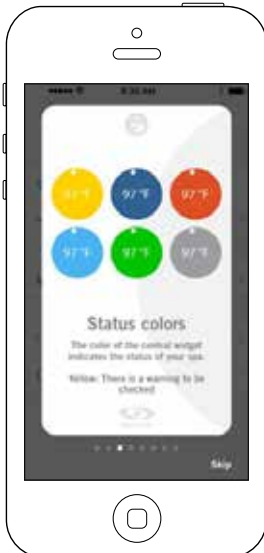 97 °F 97 °F 97 °F
97 °F 97 °F 97 °F
Status colors
The color of the central widget
indicates the status of your spa.
Yellow: There is a warning to be
checked
Skip